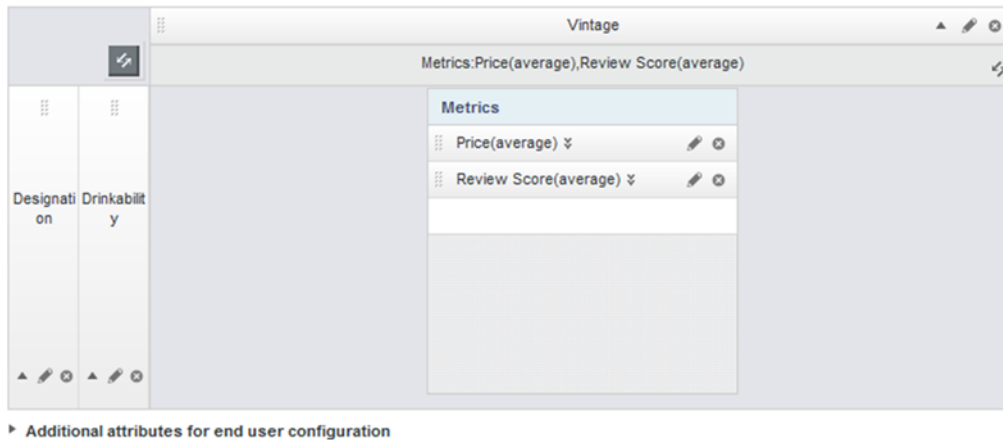 Vintage
Metrics:Price(average),Review Score(average)
Metrics
Price(average)
Review Score(average)
Designati
on
Drinkabilit
y
Additional attributes for end user configuration